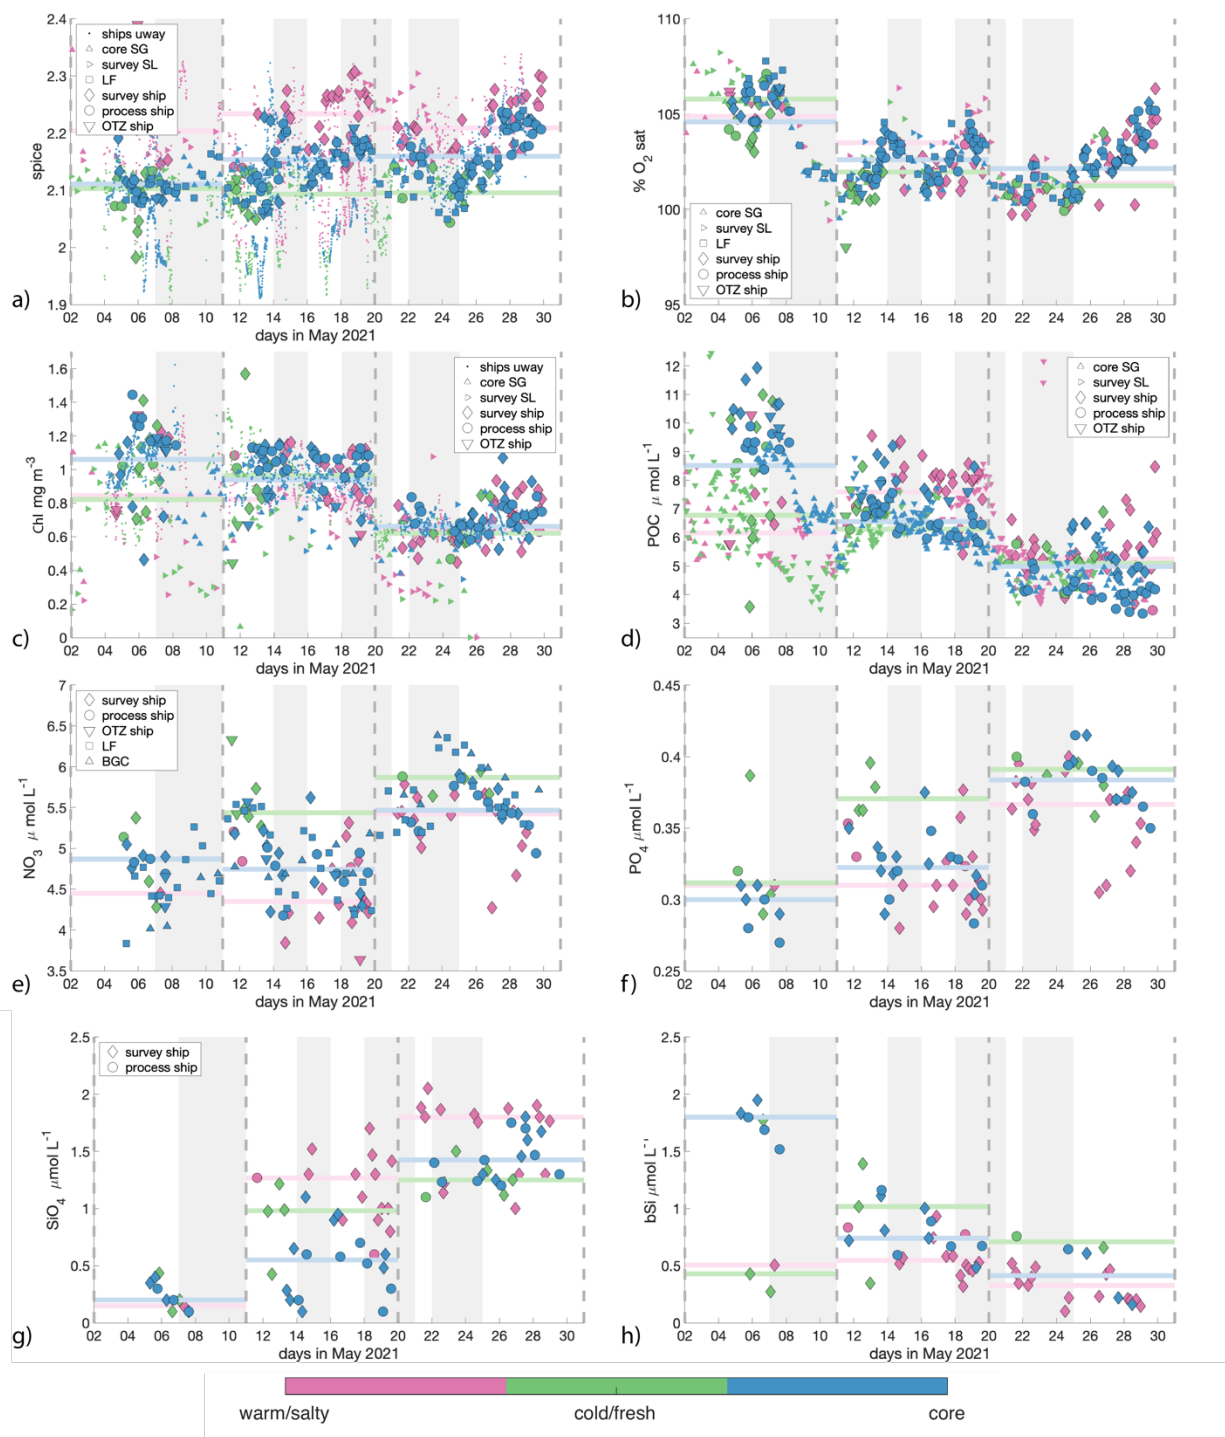 2.4
2.3
2.2
2.1
2
1.9
spice
ships uway
core SG
survey SL
LF
survey ship
process ship
OTZ ship
a)
02 04 06 08 10 12 14 16 18 20 22 24 26 28 30
days in May 2021
110
105
100
95
% O2 sat
core SG
survey SL
LF
survey ship
process ship
OTZ ship
b)
02 04 06 08 10 12 14 16 18 20 22 24 26 28 30
days in May 2021
1.6
1.4
1.2
1
0.8
0.6
0.4
0.2
0
Chl mg m-3
ships uway
core SG
survey SL
survey ship
process ship
OTZ ship
c)
02 04 06 08 10 12 14 16 18 20 22 24 26 28 30
days in May 2021
12
11
10
9
8
7
6
5
4
3
POC μ mol L-1
core SG
survey SL
survey ship
process ship
OTZ ship
d)
02 04 06 08 10 12 14 16 18 20 22 24 26 28 30
days in May 2021
7
6.5
6
5.5
5
4.5
4
3.5
NO3 μ mol L-1
survey ship
process ship
OTZ ship
LF
BGC
e)
02 04 06 08 10 12 14 16 18 20 22 24 26 28 30
days in May 2021
0.45
0.4
0.35
0.3
0.25
PO4 μmol L-1
f)
02 04 06 08 10 12 14 16 18 20 22 24 26 28 30
days in May 2021
2.5
2
1.5
1
0.5
0
SiO4 μmol L-1
survey ship
process ship
g)
02 04 06 08 10 12 14 16 18 20 22 24 26 28 30
days in May 2021
2.5
2
1.5
1
0.5
0
bSi μmol L-1
h)
02 04 06 08 10 12 14 16 18 20 22 24 26 28 30
days in May 2021
warm/salty cold/fresh core